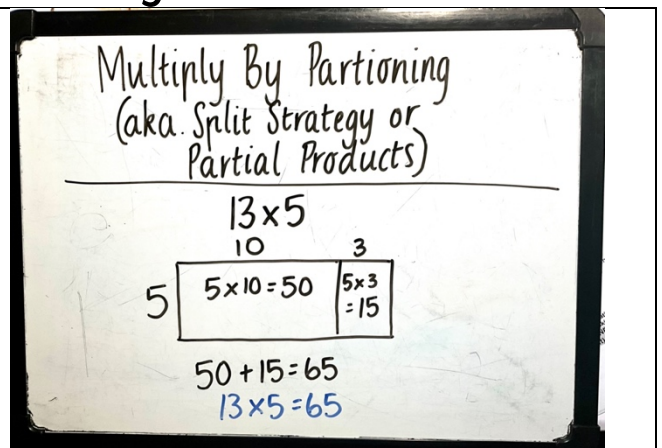 Multiply By Partioning
(aka. Split Strategy or
Partial Products)
13x5
10 3
5 5x10=50 5x3
=15
50+15=65
13x5=65